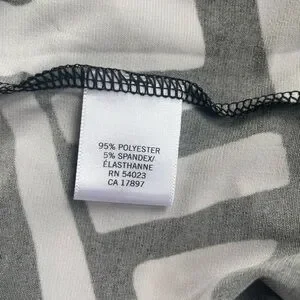 95% POLYESTER
5% SPANDEX/
ÉLASTHANNE
RN 54023
CA 17897